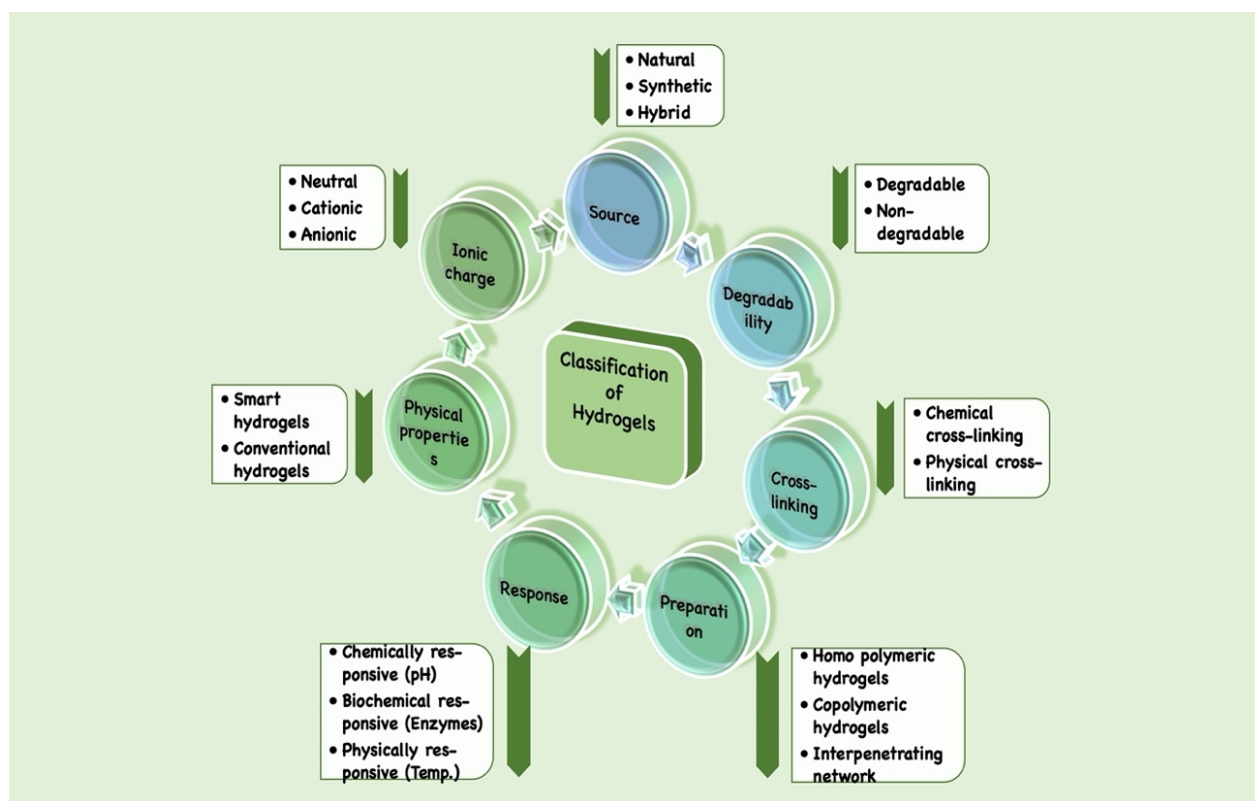 • Natural
• Synthetic
• Hybrid
Source
• Degradable
• Non-
degradable
Degradab
ility
• Chemical
cross-linking
• Physical cross-
linking
Cross-
linking
• Homo polymeric
hydrogels
• Copolymeric
hydrogels
• Interpenetrating
network
Preparati
on
• Chemically res-
ponsive (pH)
• Biochemical res-
ponsive (Enzymes)
• Physically res-
ponsive (Temp.)
Response
• Smart
hydrogels
• Conventional
hydrogels
Physical
propertie
s
• Neutral
• Cationic
• Anionic
Ionic
charge
Classification
of
Hydrogels